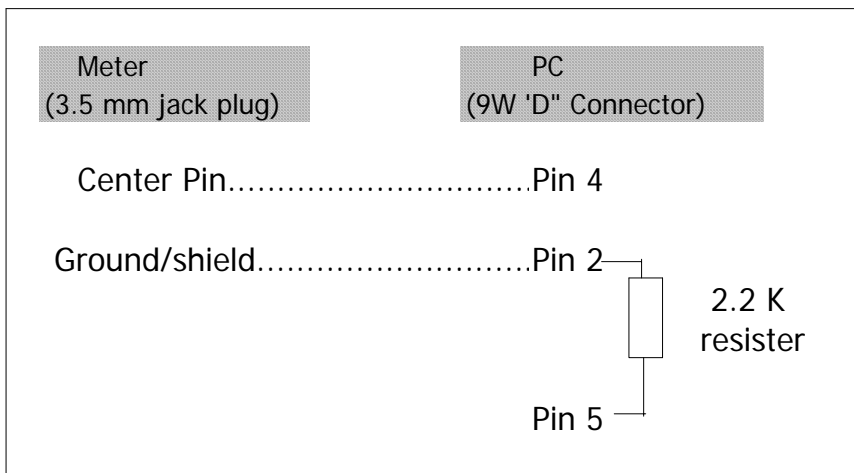 Meter
(3.5 mm jack plug)
PC
(9W 'D" Connector)
Center Pin...............................Pin 4
Ground/shield............................Pin 2
2.2 K
resister
Pin 5